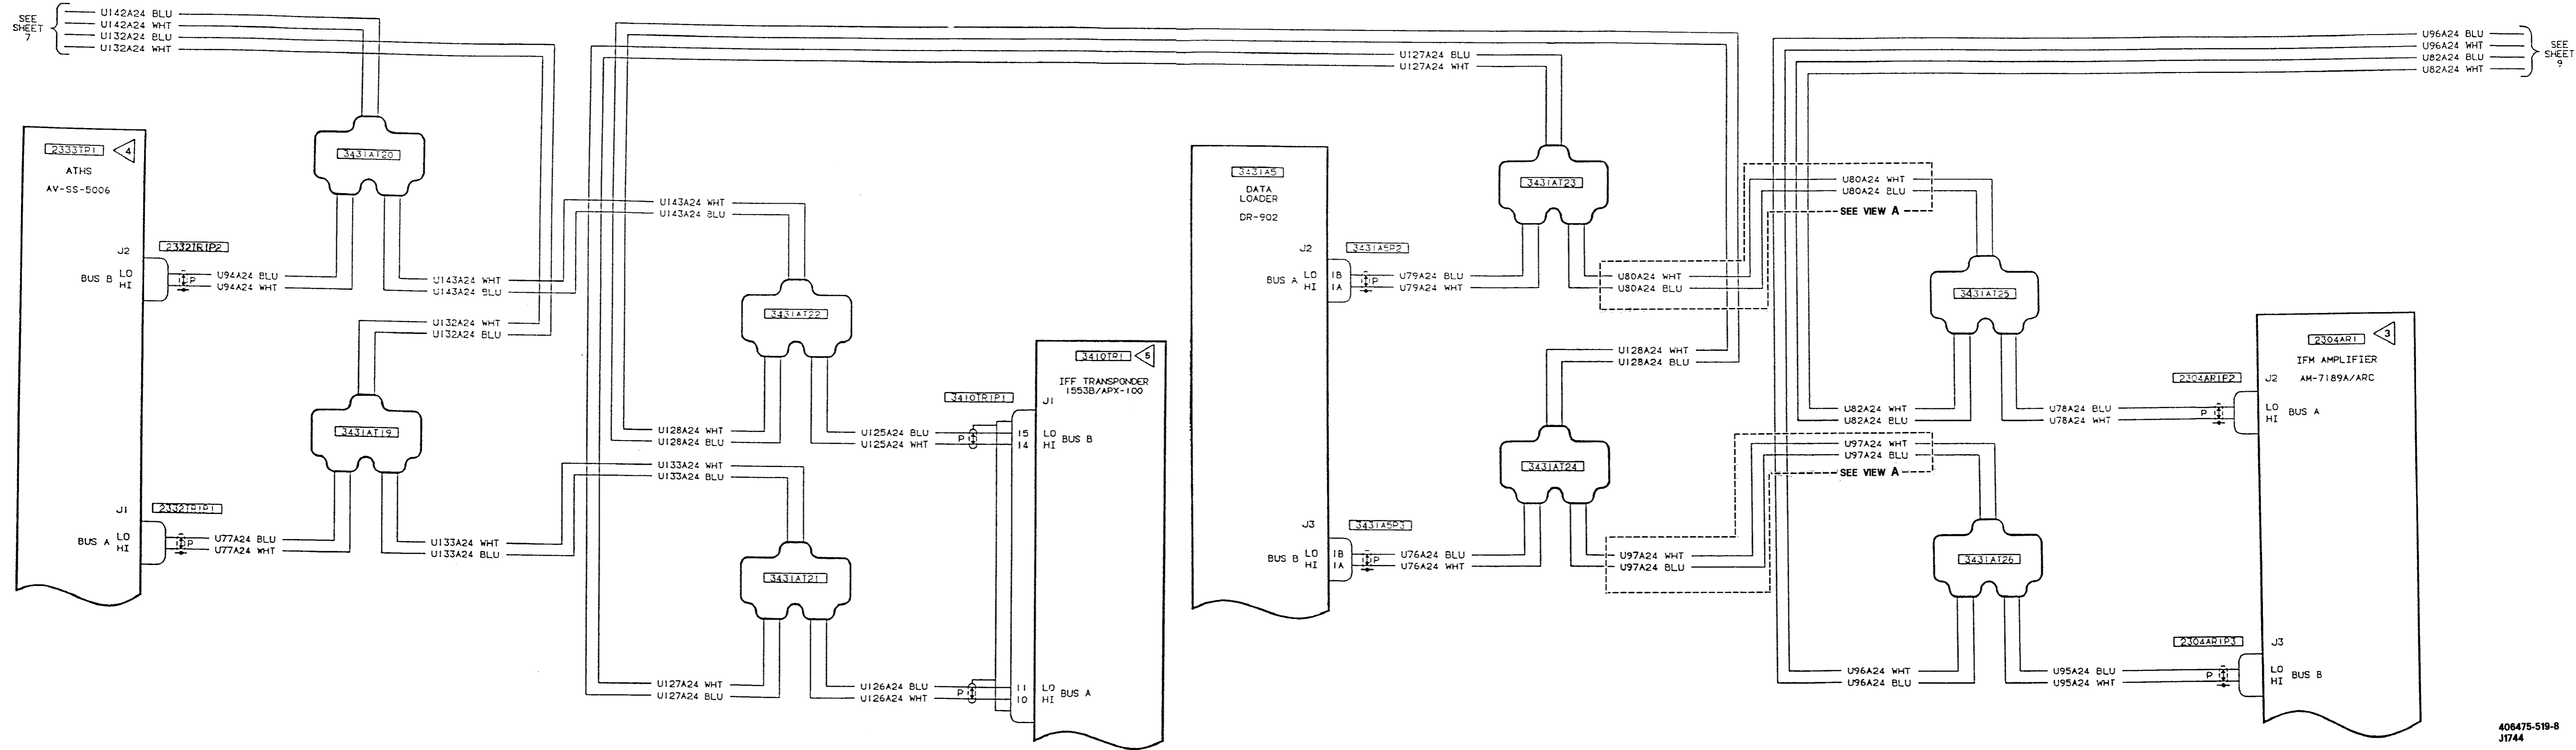 SEE
SHEET
7
U142A24 BLU
U142A24 WHT
U132A24 BLU
U132A24 WHT
2333TR1
4
ATHS
AV-SS-5006
J2
2332TR1P2
BUS B
LO
HI
P
U94A24 BLU
U94A24 WHT
J1
2332TR1P1
BUS A
LO
HI
P
U77A24 BLU
U77A24 WHT
3431AT20
U143A24 WHT
U143A24 BLU
U132A24 WHT
U132A24 BLU
3431AT19
U133A24 WHT
U133A24 BLU
U143A24 WHT
U143A24 BLU
3431AT22
U128A24 WHT
U128A24 BLU
U125A24 BLU
U125A24 WHT
U133A24 WHT
U133A24 BLU
3431AT21
U127A24 WHT
U127A24 BLU
U126A24 BLU
U126A24 WHT
3410TR1
5
IFF TRANSPONDER
1553B/APX-100
3410TR1P1
J1
P
15
14
LO
HI
BUS B
P
11
10
LO
HI
BUS A
U127A24 BLU
U127A24 WHT
3431A5
DATA
LOADER
DR-902
J2
3431A5P2
BUS A
LO
HI
1B
1A
P
U79A24 BLU
U79A24 WHT
J3
3431A5P3
BUS B
LO
HI
1B
1A
P
U76A24 BLU
U76A24 WHT
3431AT23
U80A24 WHT
U80A24 BLU
U128A24 WHT
U128A24 BLU
3431AT24
U97A24 WHT
U97A24 BLU
U80A24 WHT
U80A24 BLU
SEE VIEW A
U82A24 WHT
U82A24 BLU
U97A24 WHT
U97A24 BLU
SEE VIEW A
U96A24 WHT
U96A24 BLU
3431AT25
U78A24 BLU
U78A24 WHT
3431AT26
U95A24 BLU
U95A24 WHT
U96A24 BLU
U96A24 WHT
U82A24 BLU
U82A24 WHT
SEE
SHEET
9
2304AR1
3
IFM AMPLIFIER
AM-7189A/ARC
2304AR1P2
J2
P
LO
HI
BUS A
2304AR1P3
J3
P
LO
HI
BUS B
406475-519-8
J1744